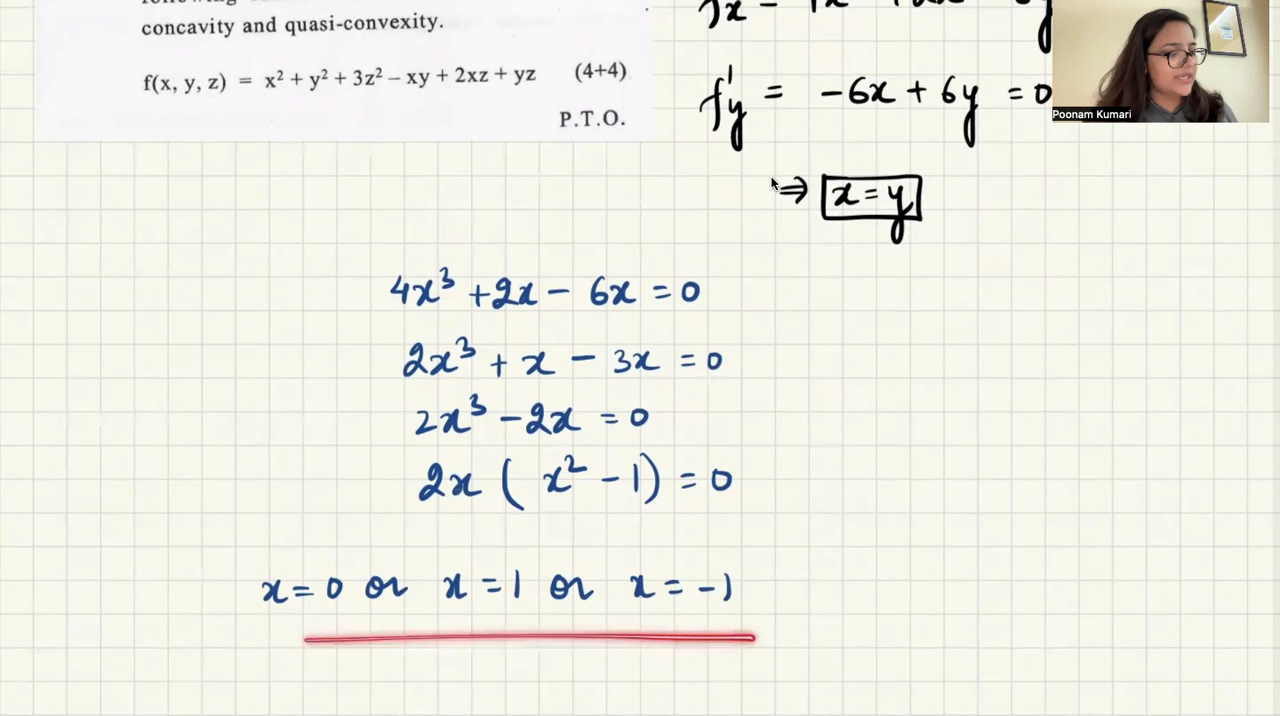 concavity and quasi-convexity.
f(x, y, z) = x² + y² + 3z² – xy + 2xz + yz (4+4)
P.T.O.
f'y = -6x + 6y = 0
⇒ x = y
Poonam Kumari
4x³ + 2x - 6x = 0
2x³ + x - 3x = 0
2x³ - 2x = 0
2x ( x² - 1) = 0
x = 0 or x = 1 or x = -1